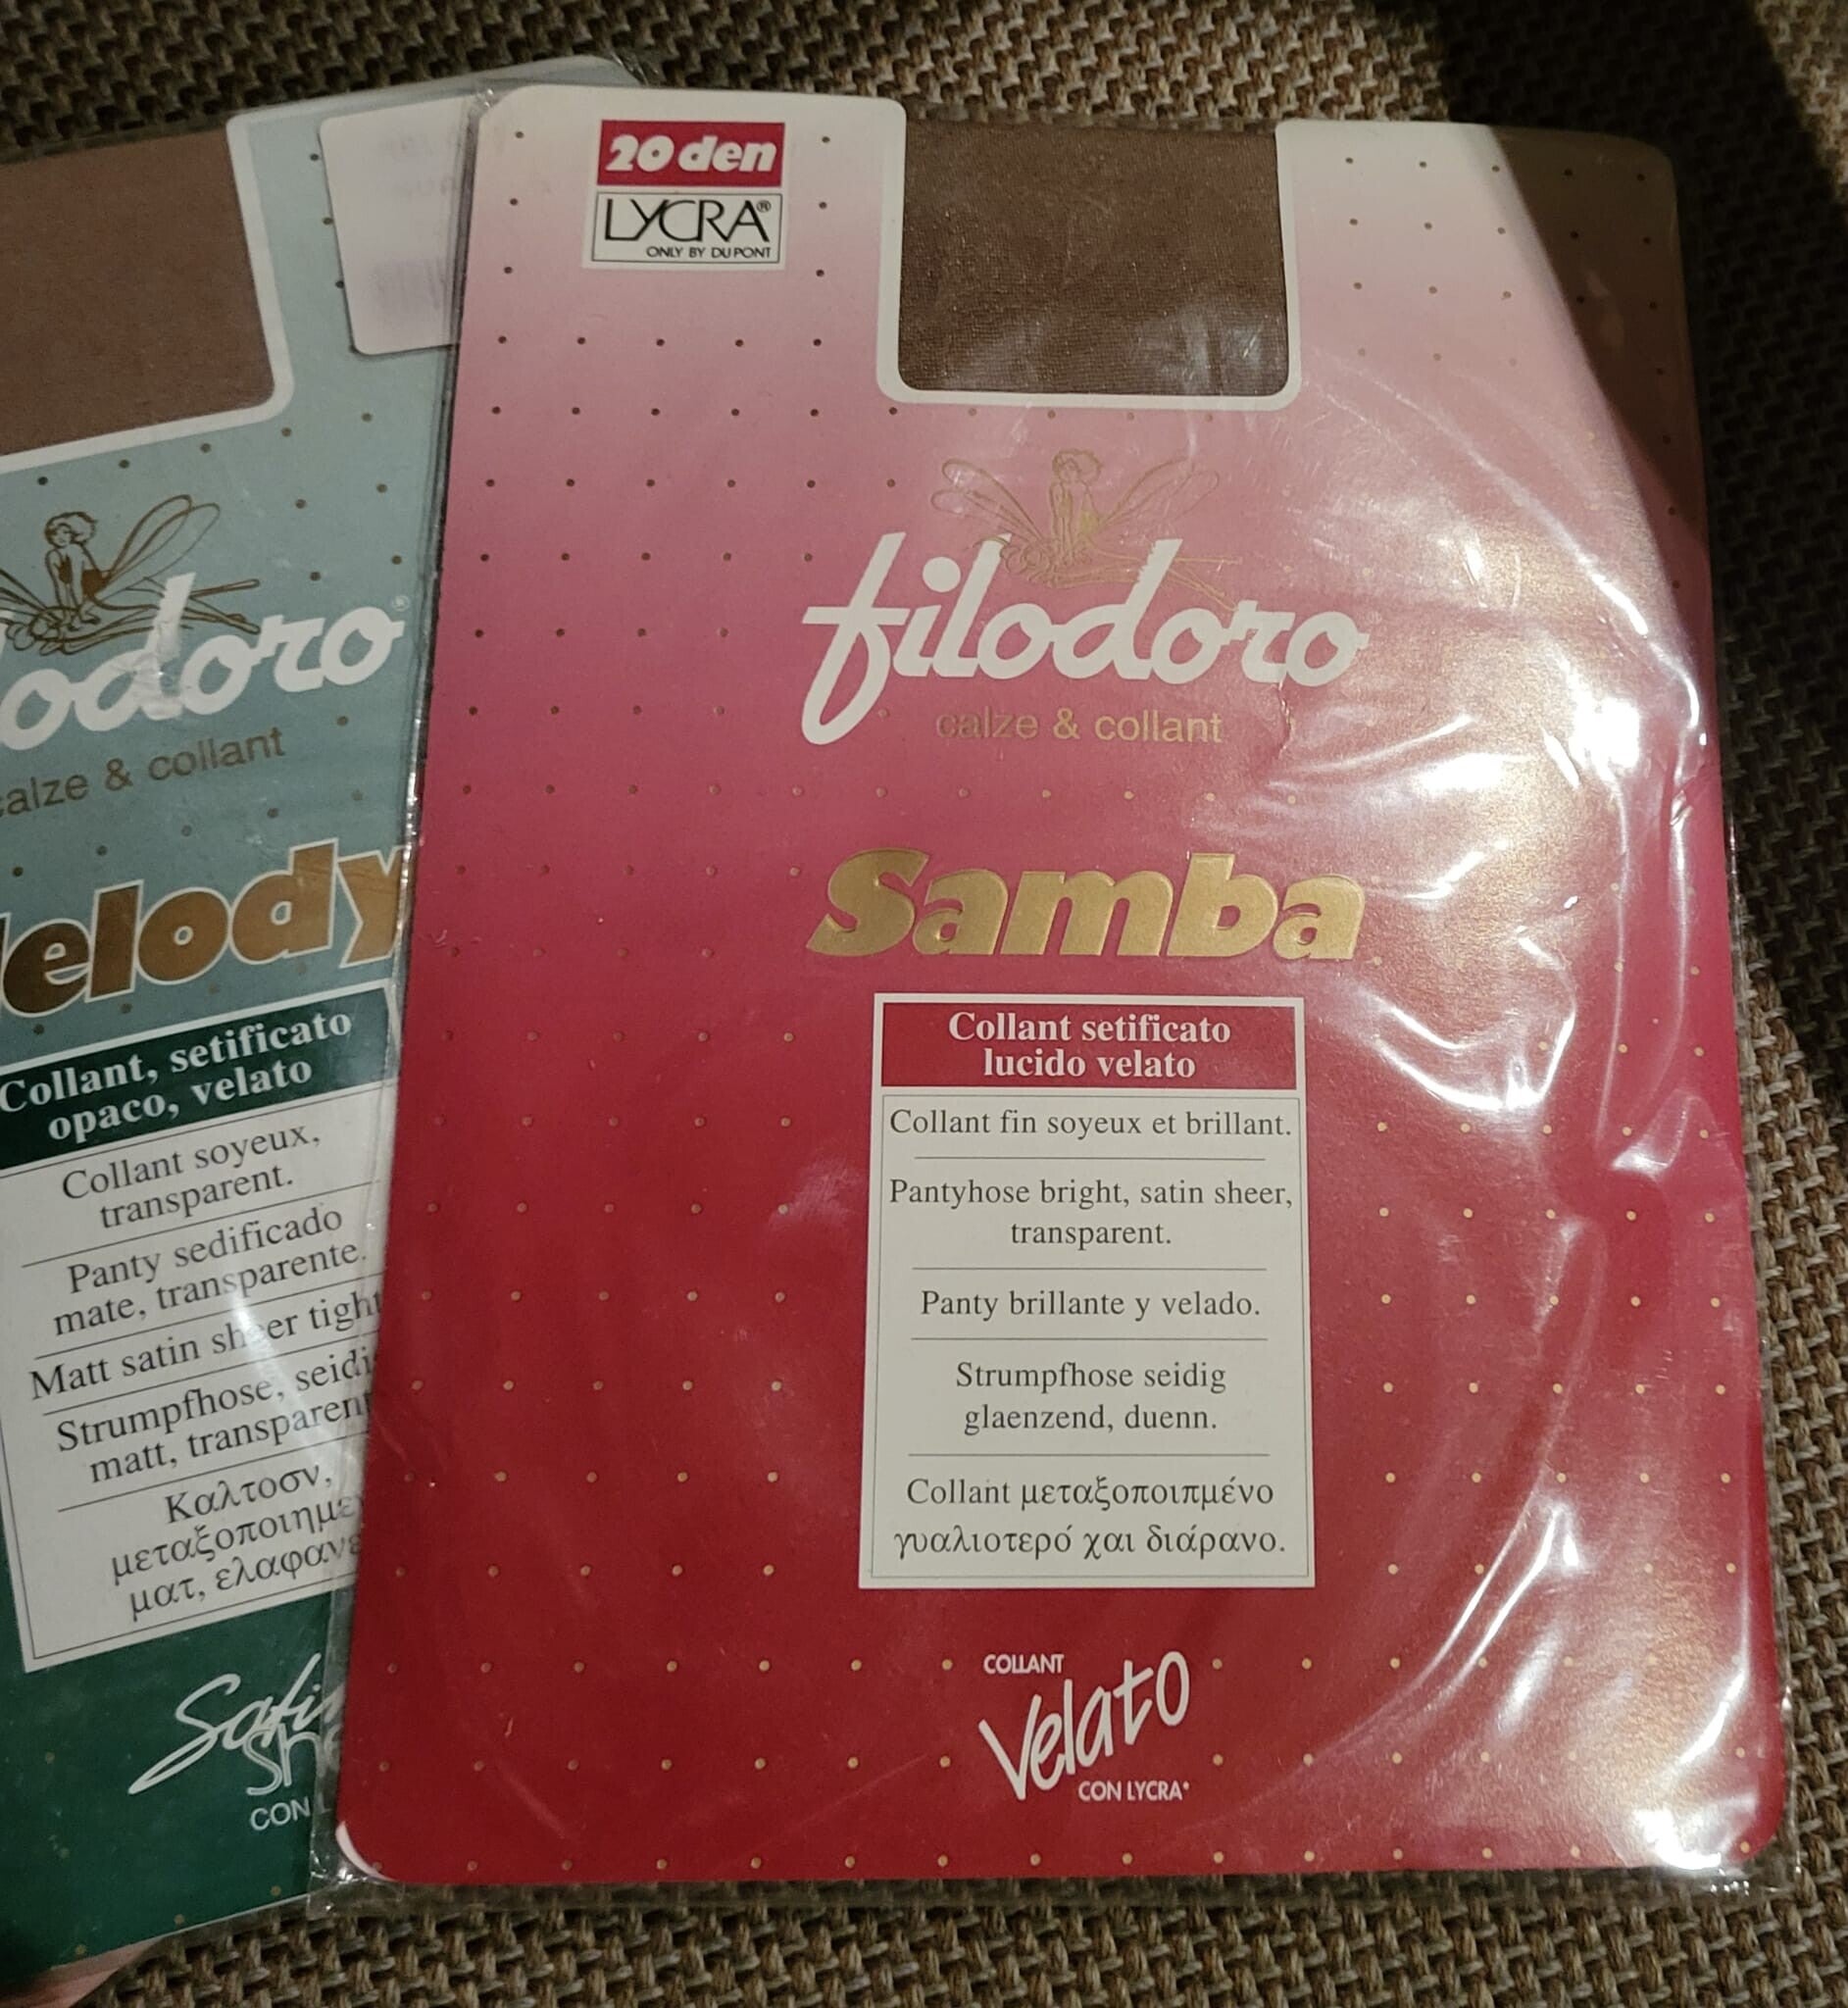 odoro®
calze & collant
elody
Collant, setificato
opaco, velato
Collant soyeux,
transparent.
Panty sedificado
mate, transparente.
Matt satin sheer tight
Strumpfhose, seidi
matt, transparent
Καλτοσν,
μεταξοποιημε
ματ, ελαφανε
Satin
CON
20 den
LYCRA®
ONLY BY DU PONT
filodoro
calze & collant
Samba
Collant setificato
lucido velato
Collant fin soyeux et brillant.
Pantyhose bright, satin sheer,
transparent.
Panty brillante y velado.
Strumpfhose seidig
glaenzend, duenn.
Collant μεταξοποιπμένο
γυαλιοτερό χαι διάρανο.
COLLANT
Velato
CON LYCRA®